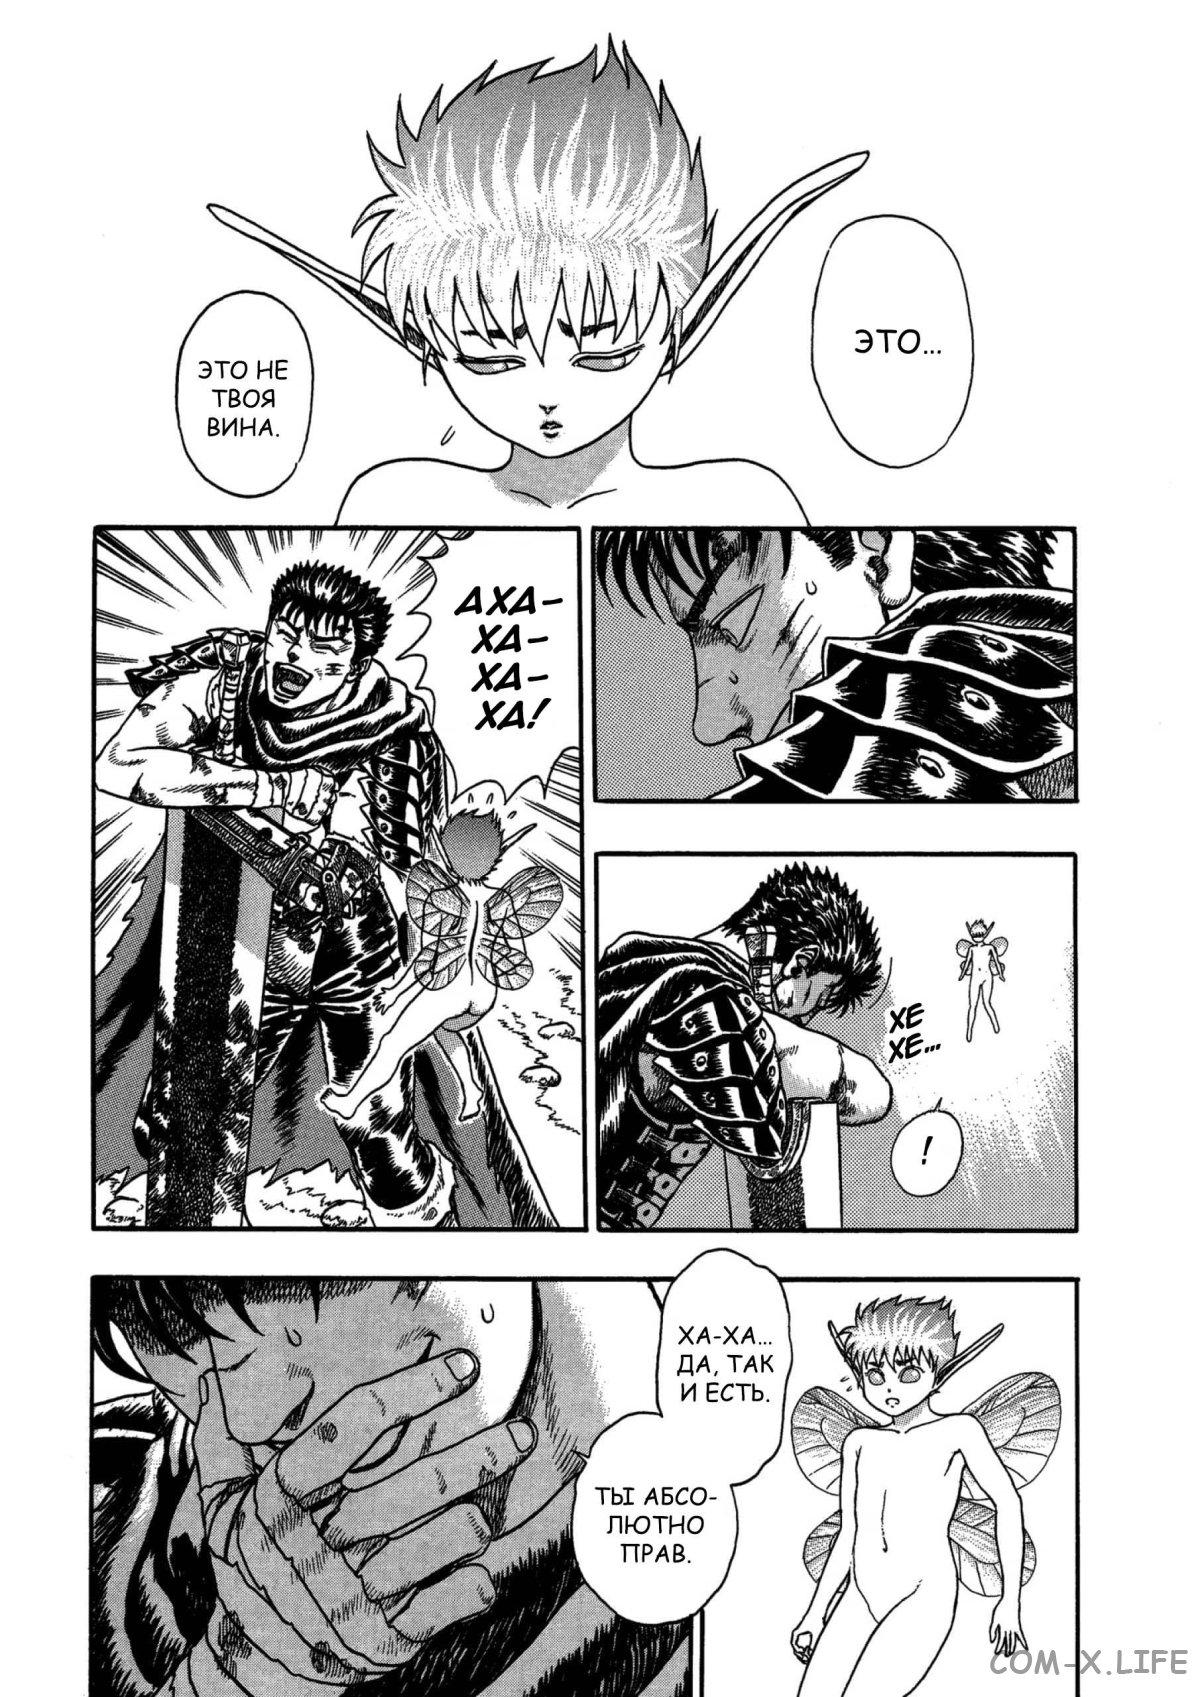 ЭТО...
ЭТО НЕ
ТВОЯ
ВИНА.
ХЕ
ХЕ...
!
АХА-
ХА-
ХА-
ХА!
ХА-ХА...
ДА, ТАК
И ЕСТЬ.
ТЫ АБСО-
ЛЮТНО
ПРАВ.
COM-X.LIFE